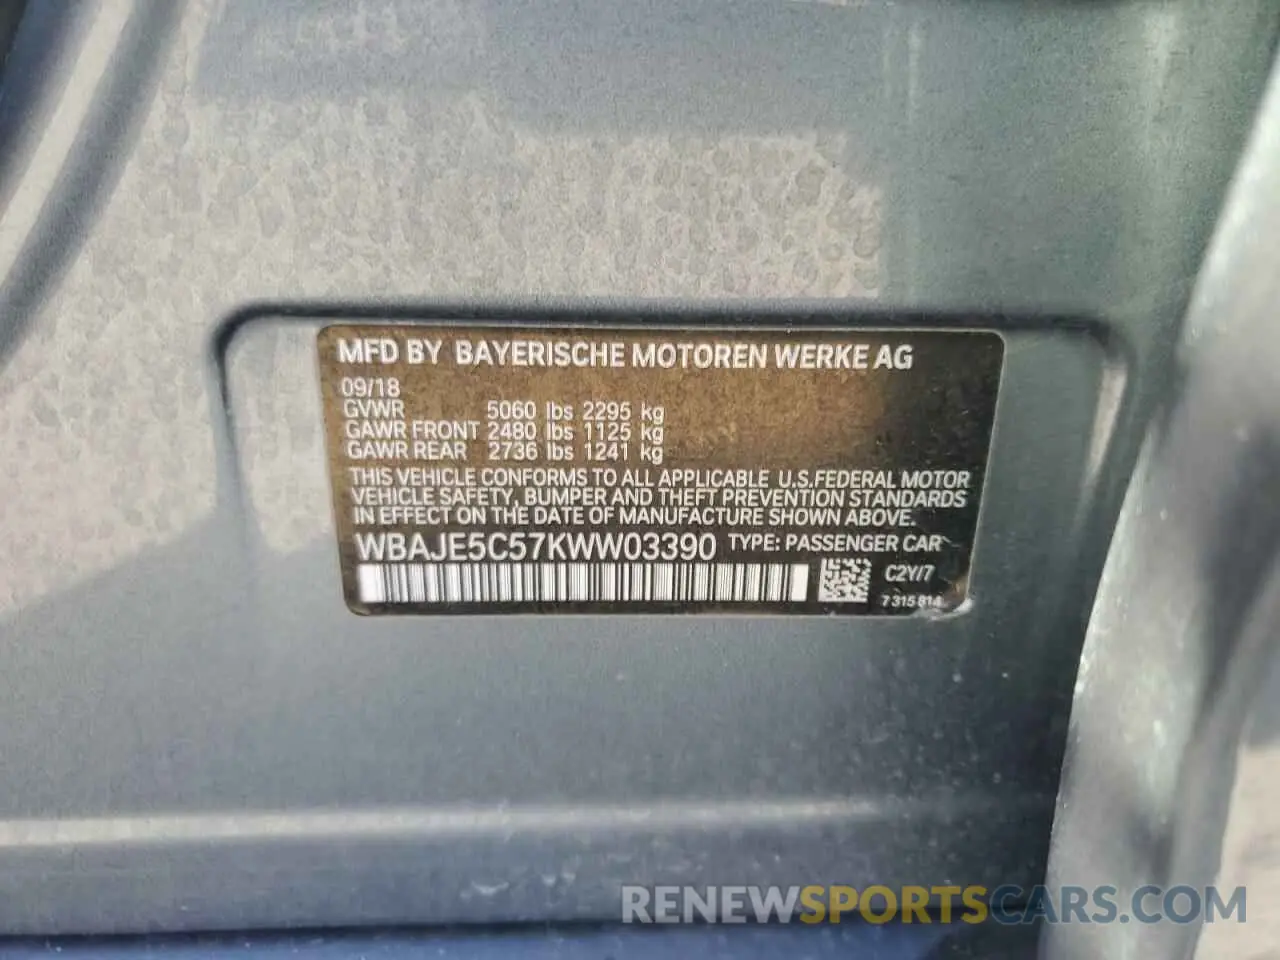 MFD BY BAYERISCHE MOTOREN WERKE AG
09/18
GVWR 5060 lbs 2295 kg
GAWR FRONT 2480 lbs 1125 kg
GAWR REAR 2736 lbs 1241 kg
THIS VEHICLE CONFORMS TO ALL APPLICABLE U.S.FEDERAL MOTOR
VEHICLE SAFETY, BUMPER AND THEFT PREVENTION STANDARDS
IN EFFECT ON THE DATE OF MANUFACTURE SHOWN ABOVE.
WBAJE5C57KWW03390 TYPE: PASSENGER CAR
C2Y/7
7 315 814
RENEWSPORTSCARS.COM